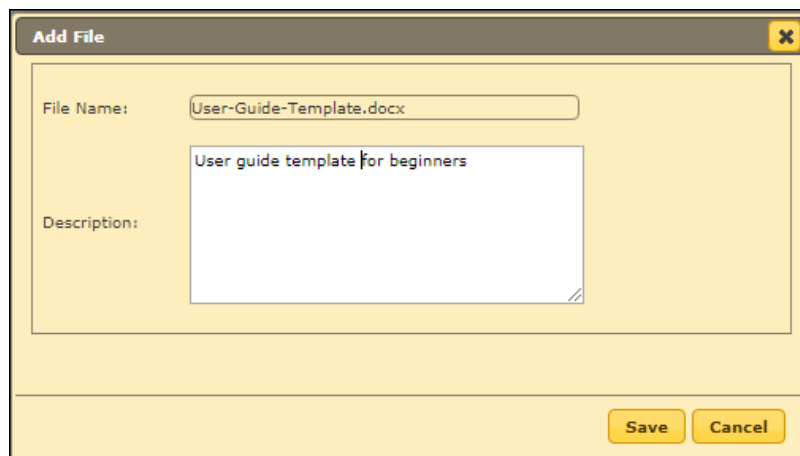 Add File
File Name: User-Guide-Template.docx
User guide template for beginners
Description:
Save Cancel